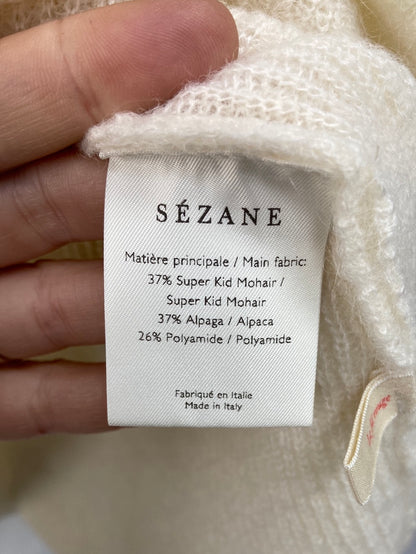 SÉZANE
Matière principale / Main fabric:
37% Super Kid Mohair /
Super Kid Mohair
37% Alpaga / Alpaca
26% Polyamide / Polyamide
Fabriqué en Italie
Made in Italy